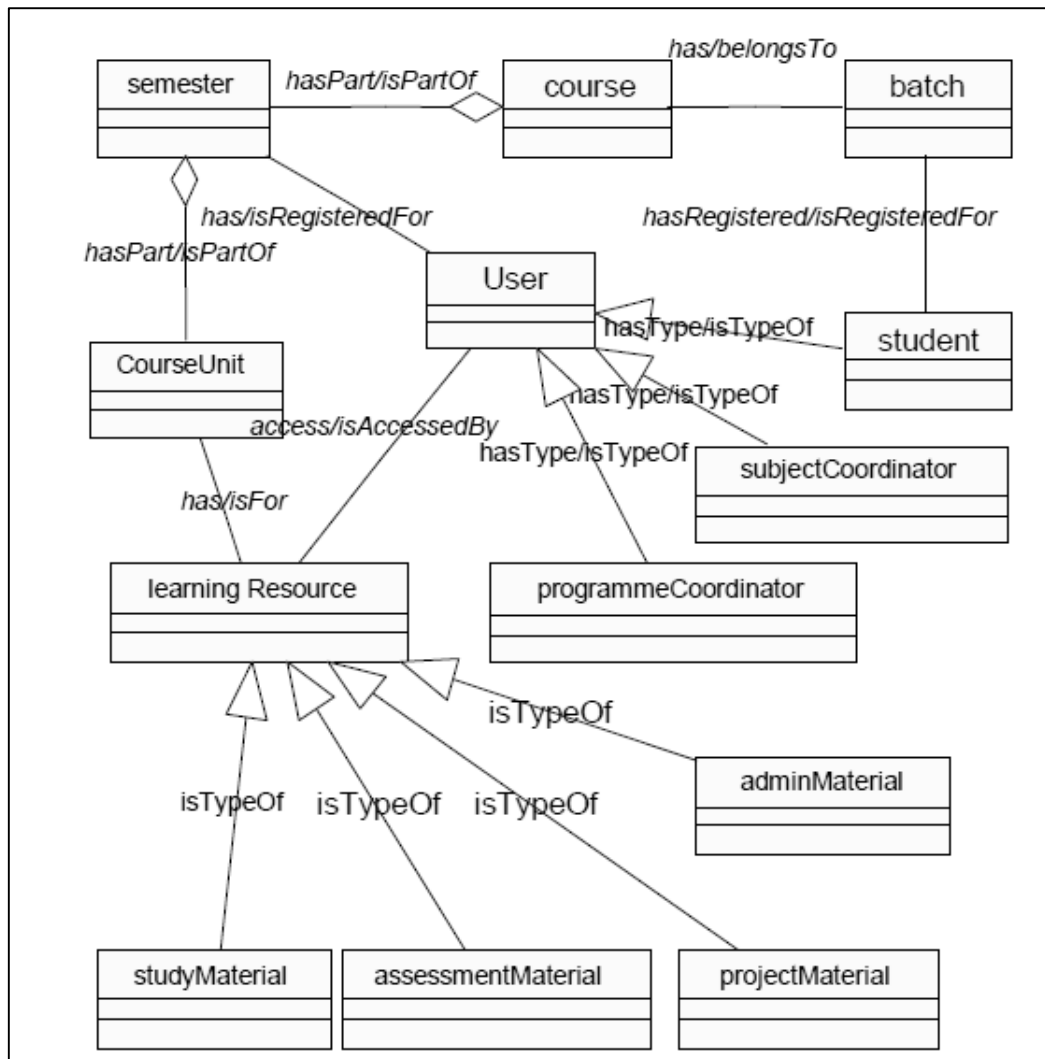 has/belongsTo
semester
hasPart/isPartOf
course
batch
has/isRegisteredFor
hasRegistered/isRegisteredFor
hasPart/isPartOf
User
hasType/isTypeOf
student
CourseUnit
hasType/isTypeOf
access/isAccessedBy
hasType/isTypeOf
subjectCoordinator
has/isFor
learning Resource
programmeCoordinator
isTypeOf
adminMaterial
isTypeOf
isTypeOf
isTypeOf
studyMaterial
assessmentMaterial
projectMaterial